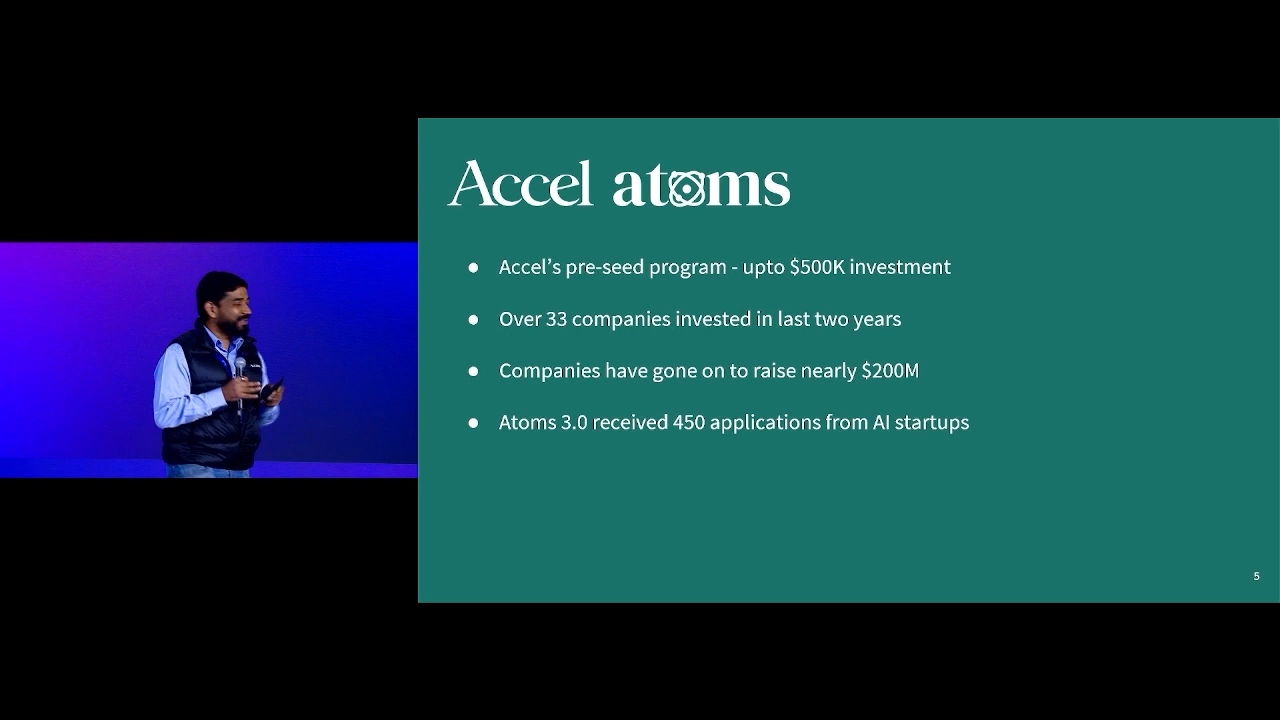 Accel atoms
● Accel’s pre-seed program - upto $500K investment
● Over 33 companies invested in last two years
● Companies have gone on to raise nearly $200M
● Atoms 3.0 received 450 applications from AI startups
5